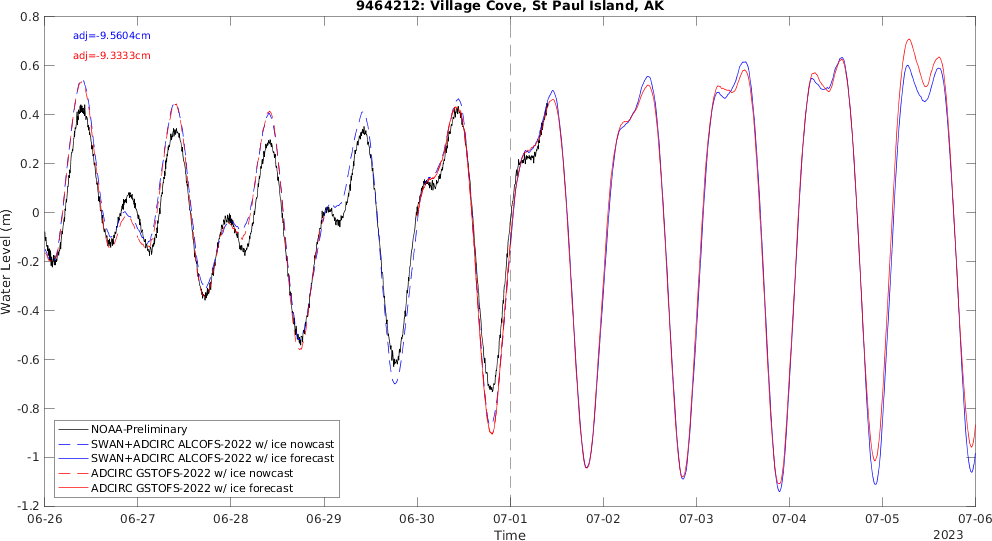 9464212: Village Cove, St Paul Island, AK
adj=-9.5604cm
adj=-9.3333cm
0.8
0.6
0.4
0.2
0
-0.2
-0.4
-0.6
-0.8
-1
-1.2
Water Level (m)
NOAA-Preliminary
SWAN+ADCIRC ALCOFS-2022 w/ ice nowcast
SWAN+ADCIRC ALCOFS-2022 w/ ice forecast
ADCIRC GSTOFS-2022 w/ ice nowcast
ADCIRC GSTOFS-2022 w/ ice forecast
06-26 06-27 06-28 06-29 06-30 07-01 07-02 07-03 07-04 07-05 07-06
Time
2023